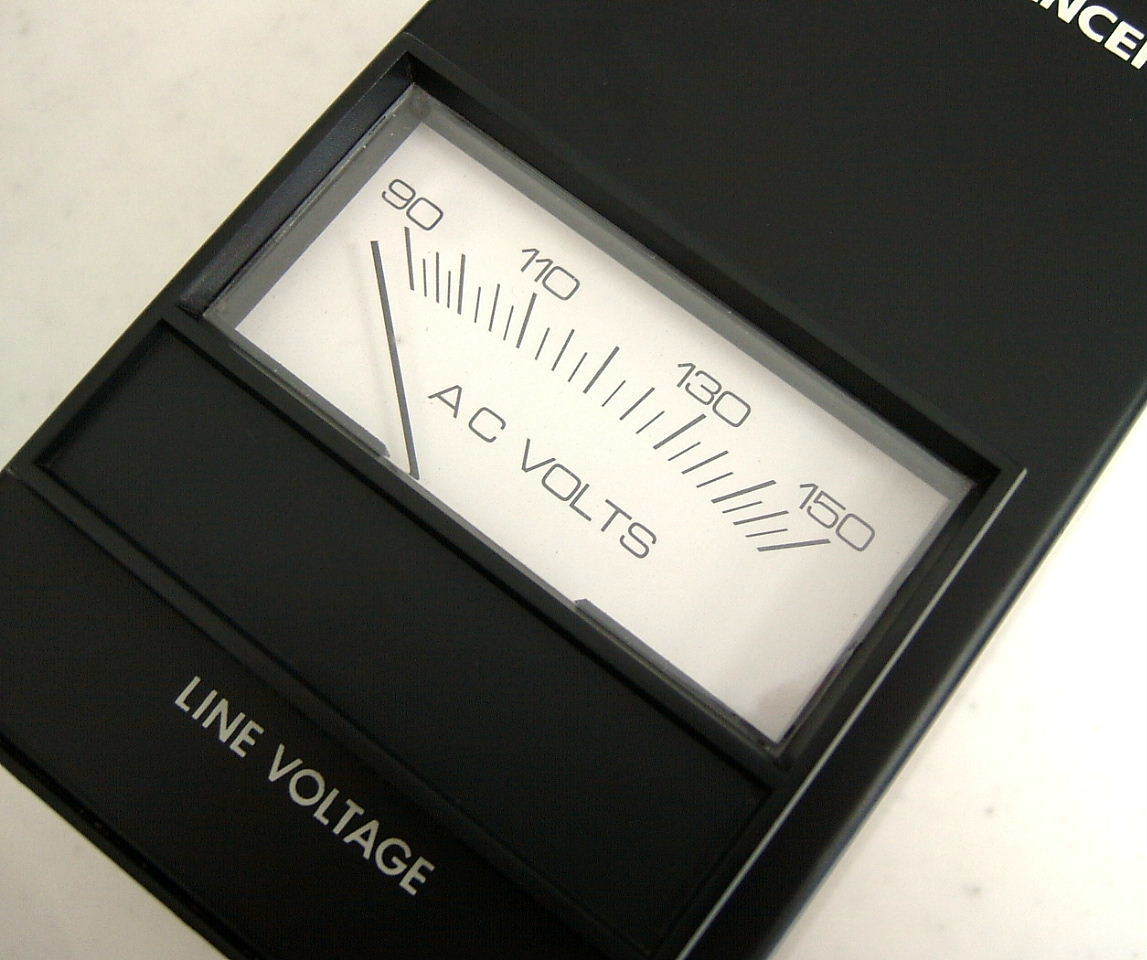 90 110 130 150
AC VOLTS
LINE VOLTAGE